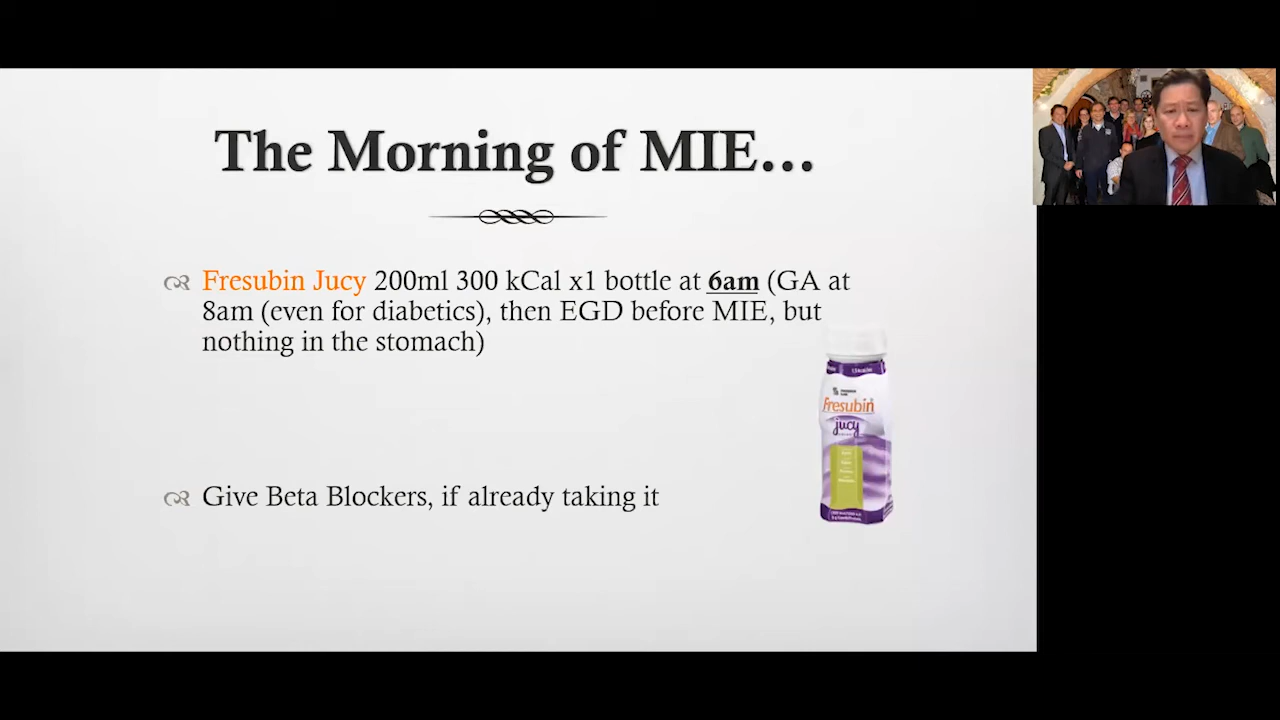 The Morning of MIE...
Fresubin Jucy 200ml 300 kCal x1 bottle at 6am (GA at
8am (even for diabetics), then EGD before MIE, but
nothing in the stomach)
Fresubin
jucy
Give Beta Blockers, if already taking it